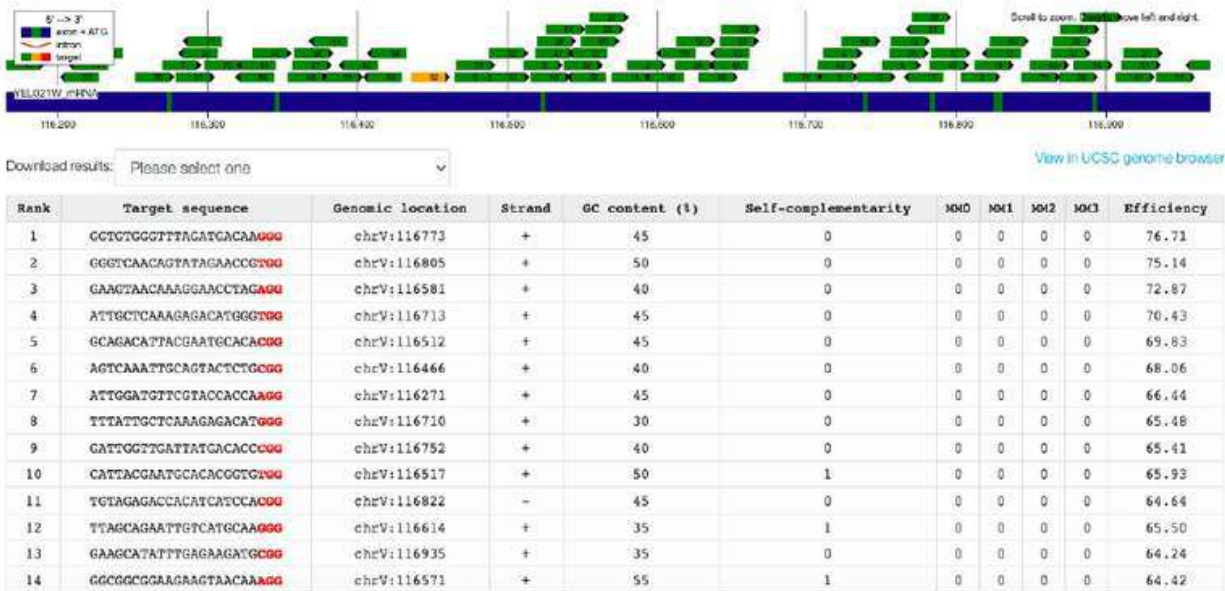 5' --> 3'
exon + ATG
intron
target
Scroll to zoom. move left and right.
YEL021W_mRNA
116,200 116,300 116,400 116,500 116,600 116,700 116,800 116,900
Download results: Please select one
View in UCSC genome browser
Rank Target sequence Genomic location Strand GC content (%) Self-complementarity MM0 MM1 MM2 MM3 Efficiency
1 GGTGTGGGTTTAGATGACAAGGG chrV:116773 + 45 0 0 0 0 0 76.71
2 GGGTCAACAGTATAGAACCGTGG chrV:116805 + 50 0 0 0 0 0 75.14
3 GAAGTAACAAAGGAACCTAGAGG chrV:116581 + 40 0 0 0 0 0 72.87
4 ATTGCTCAAAGAGACATGGGTGG chrV:116713 + 45 0 0 0 0 0 70.43
5 GCAGACATTACGAATGCACACGG chrV:116512 + 45 0 0 0 0 0 69.83
6 AGTCAAATTGCAGTACTCTGCGG chrV:116466 + 40 0 0 0 0 0 68.06
7 ATTGGATGTTCGTACCACCAAGG chrV:116271 + 45 0 0 0 0 0 66.44
8 TTTATTGCTCAAAGAGACATGGG chrV:116710 + 30 0 0 0 0 0 65.48
9 GATTGGTTGATTATGACACCCGG chrV:116752 + 40 0 0 0 0 0 65.41
10 CATTACGAATGCACACGGTGTGG chrV:116517 + 50 1 0 0 0 0 65.93
11 TGTAGAGACCACATCATCCACGG chrV:116822 - 45 0 0 0 0 0 64.64
12 TTAGCAGAATTGTCATGCAAGGG chrV:116614 + 35 1 0 0 0 0 65.50
13 GAAGCATATTTGAGAAGATGCGG chrV:116935 + 35 0 0 0 0 0 64.24
14 GGCGGCGGAAGAAGTAACAAAGG chrV:116571 + 55 1 0 0 0 0 64.42